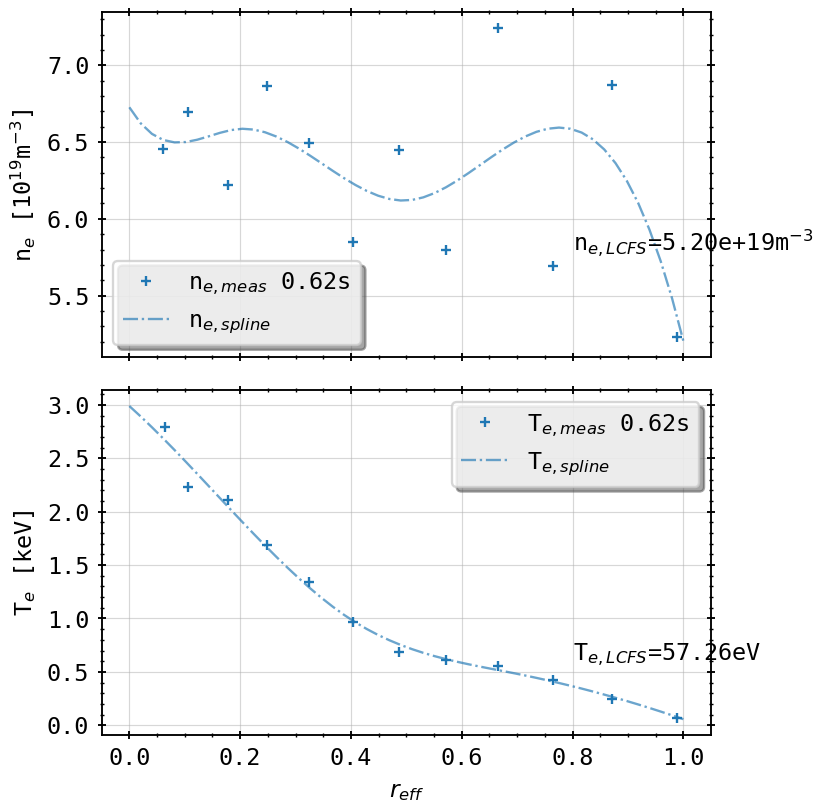 n_e [10^19 m^−3]
7.0
6.5
6.0
5.5
n_e,LCFS=5.20e+19m^−3
n_e,meas 0.62s
n_e,spline
T_e [keV]
3.0
2.5
2.0
1.5
1.0
0.5
0.0
T_e,meas 0.62s
T_e,spline
T_e,LCFS=57.26eV
0.0 0.2 0.4 0.6 0.8 1.0
r_eff